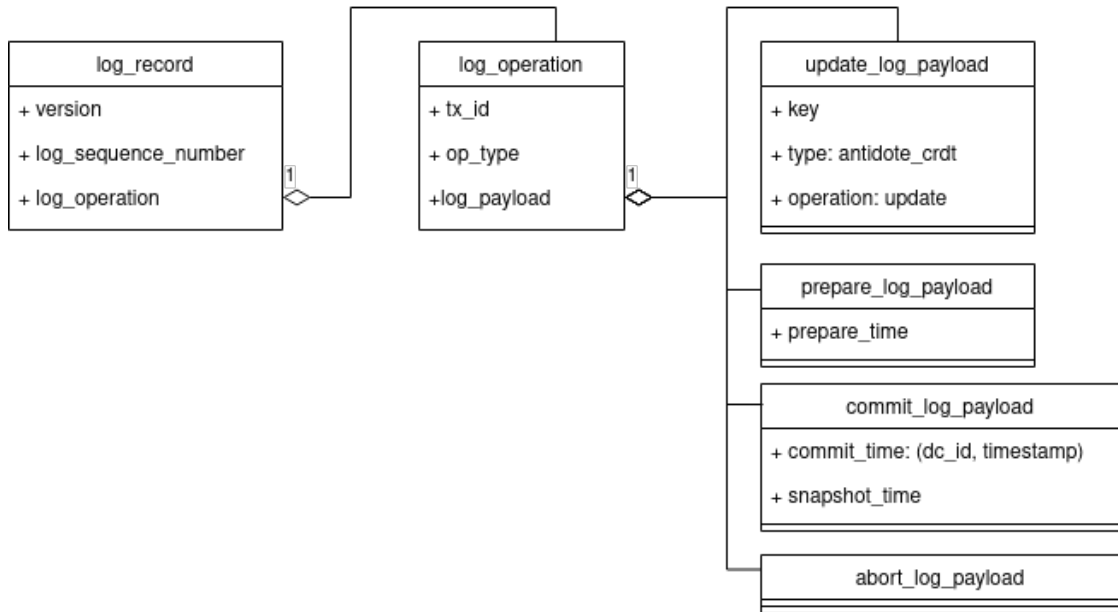 log_record
+ version
+ log_sequence_number
+ log_operation
1
log_operation
+ tx_id
+ op_type
+log_payload
1
update_log_payload
+ key
+ type: antidote_crdt
+ operation: update
prepare_log_payload
+ prepare_time
commit_log_payload
+ commit_time: (dc_id, timestamp)
+ snapshot_time
abort_log_payload